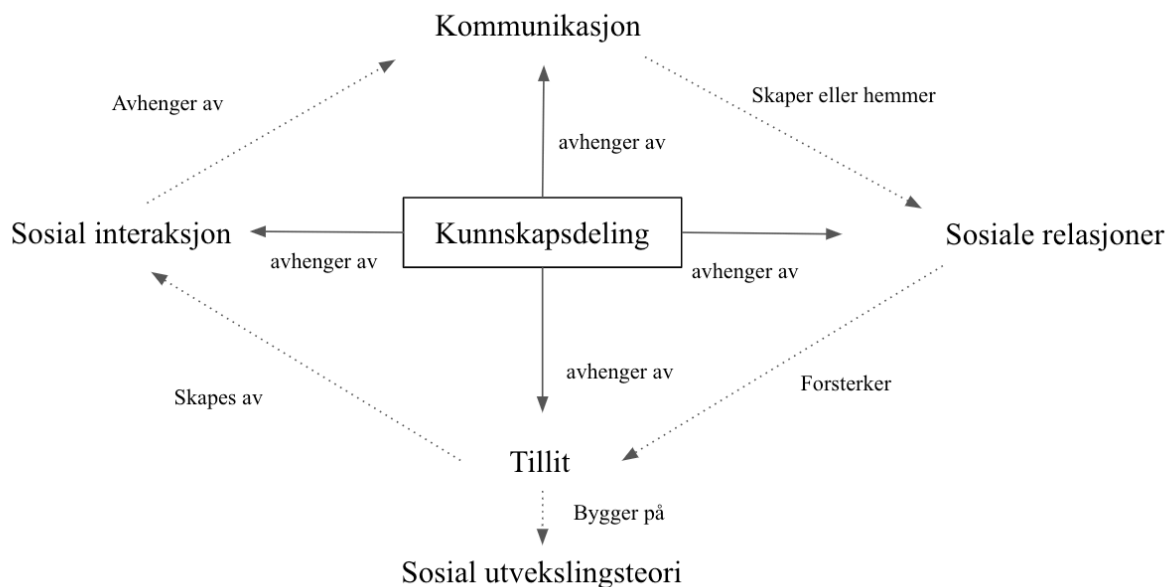 Kommunikasjon
Avhenger av
Skaper eller hemmer
avhenger av
Sosial interaksjon
Kunnskapsdeling
Sosiale relasjoner
avhenger av
avhenger av
avhenger av
Skapes av
Forsterker
Tillit
Bygger på
Sosial utvekslingsteori